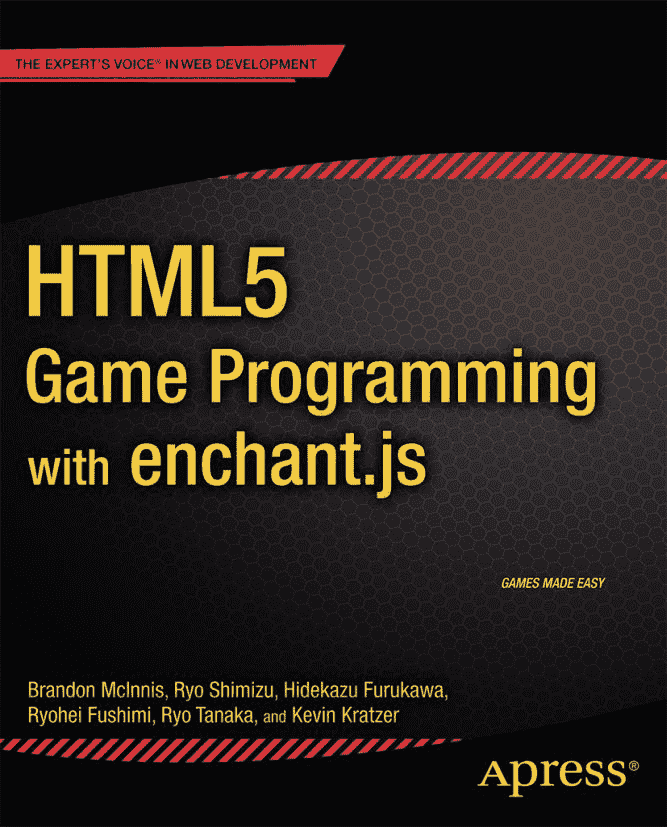 THE EXPERT'S VOICE® IN WEB DEVELOPMENT
HTML5
Game Programming
with enchant.js
GAMES MADE EASY
Brandon McInnis, Ryo Shimizu, Hidekazu Furukawa,
Ryohei Fushimi, Ryo Tanaka, and Kevin Kratzer
Apress®